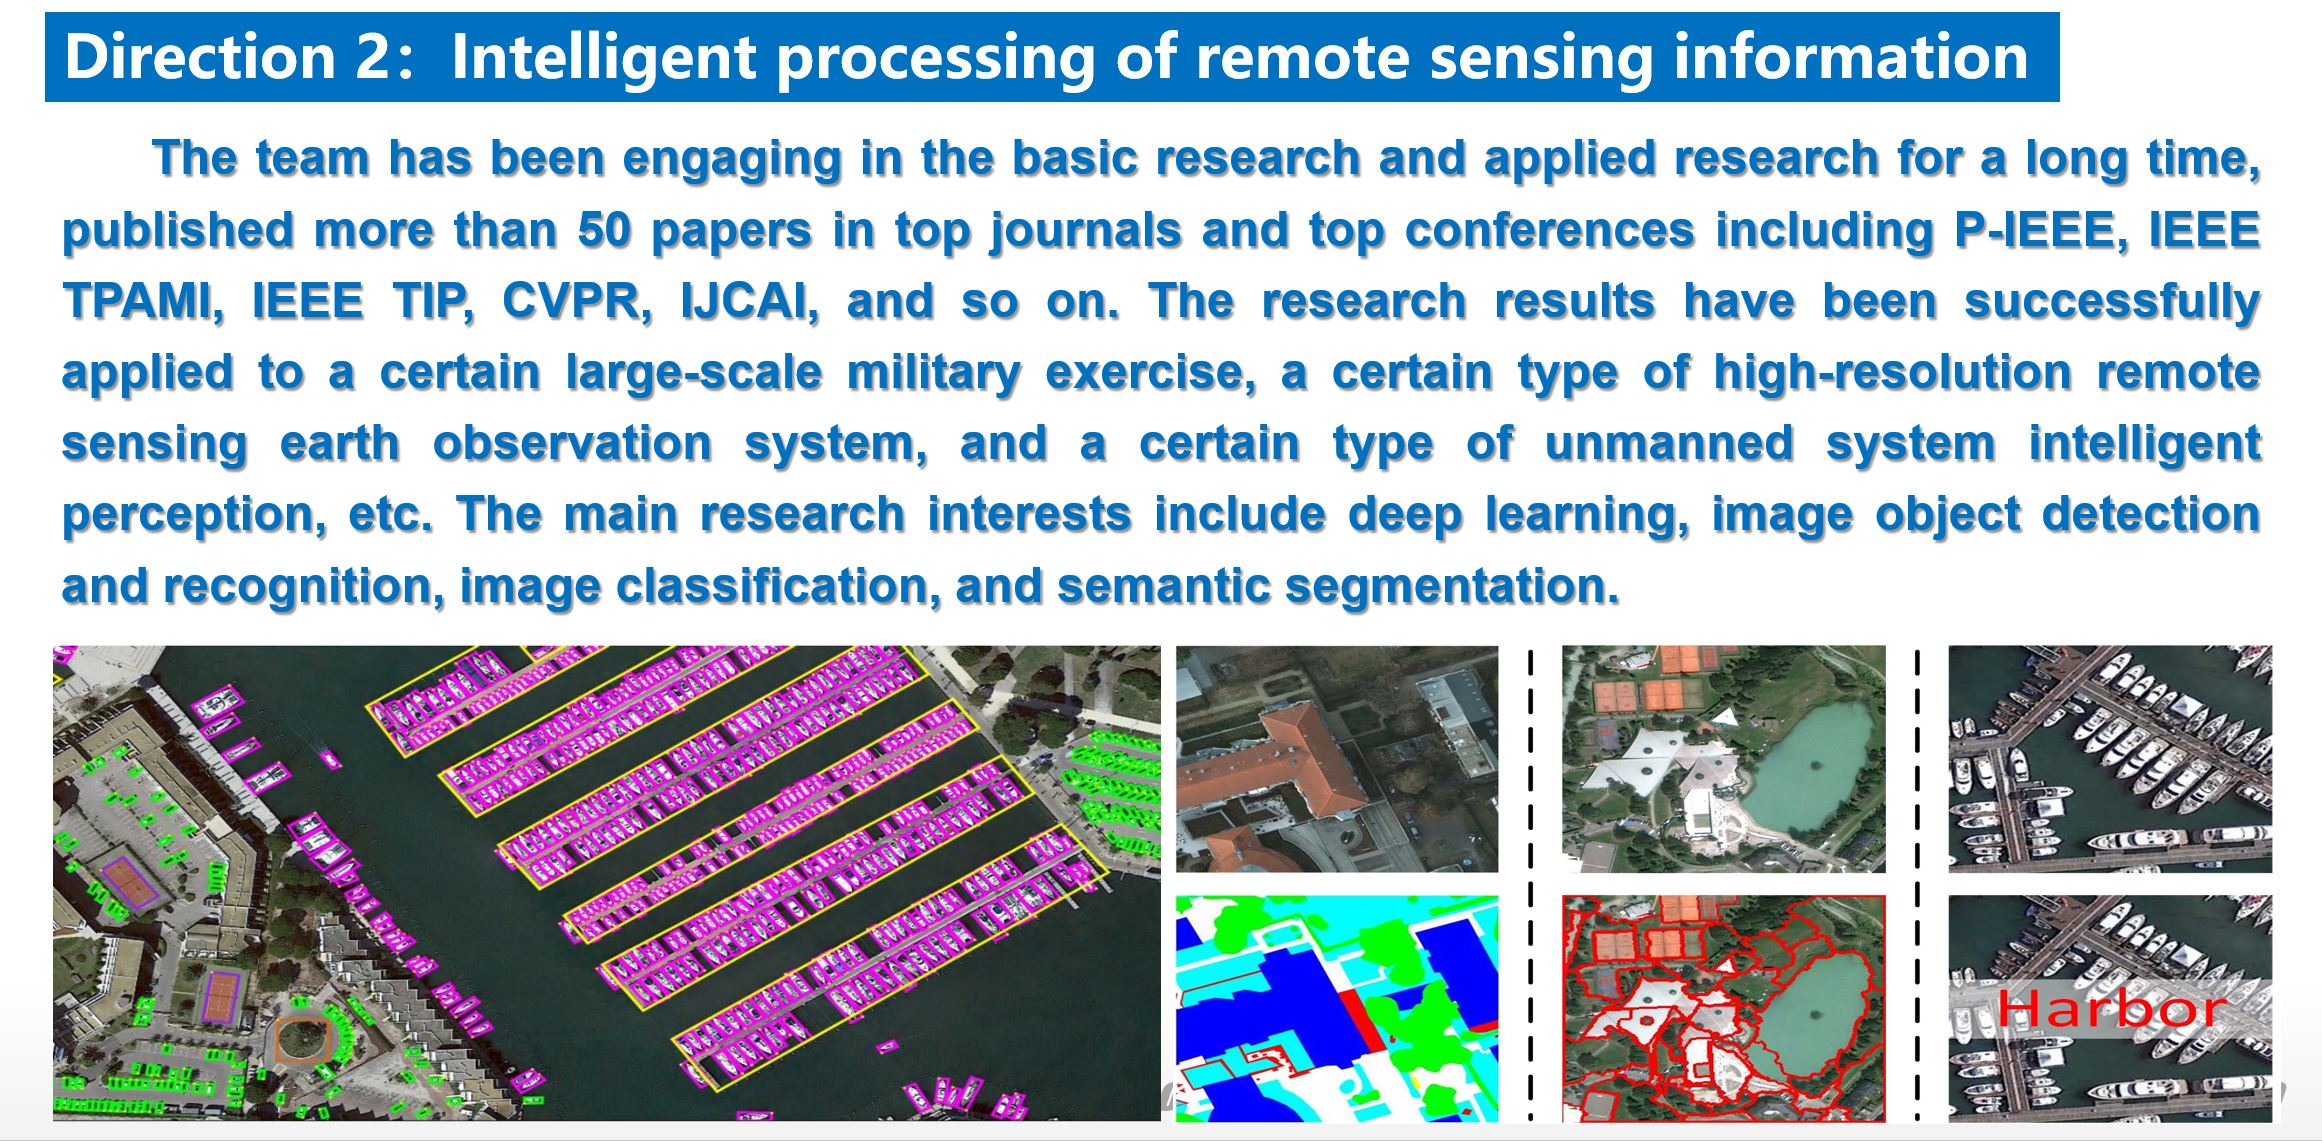 Direction 2：Intelligent processing of remote sensing information
The team has been engaging in the basic research and applied research for a long time,
published more than 50 papers in top journals and top conferences including P-IEEE, IEEE
TPAMI, IEEE TIP, CVPR, IJCAI, and so on. The research results have been successfully
applied to a certain large-scale military exercise, a certain type of high-resolution remote
sensing earth observation system, and a certain type of unmanned system intelligent
perception, etc. The main research interests include deep learning, image object detection
and recognition, image classification, and semantic segmentation.
Harbor